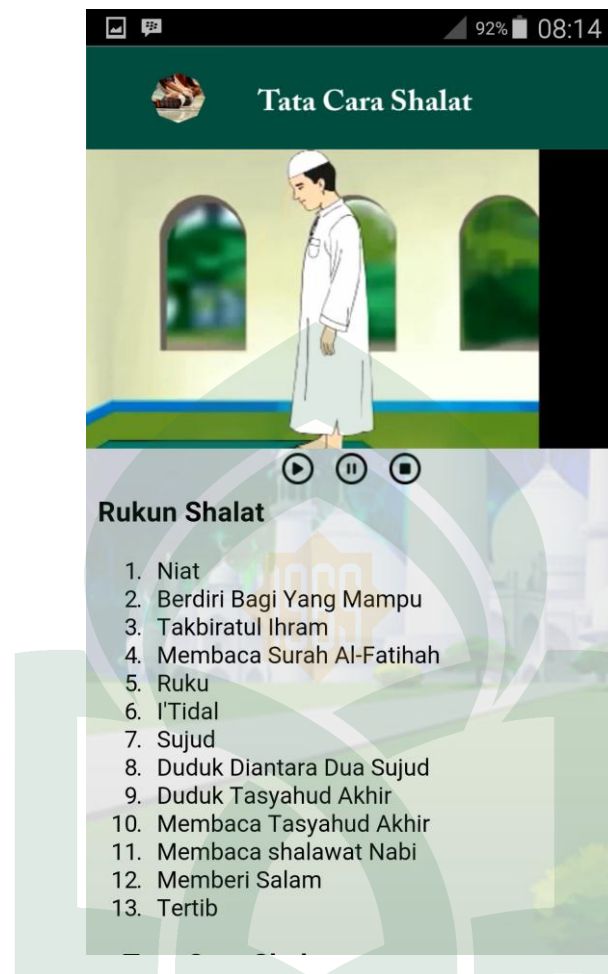 92% 08:14
Tata Cara Shalat
Rukun Shalat
1. Niat
2. Berdiri Bagi Yang Mampu
3. Takbiratul Ihram
4. Membaca Surah Al-Fatihah
5. Ruku
6. I'Tidal
7. Sujud
8. Duduk Diantara Dua Sujud
9. Duduk Tasyahud Akhir
10. Membaca Tasyahud Akhir
11. Membaca shalawat Nabi
12. Memberi Salam
13. Tertib